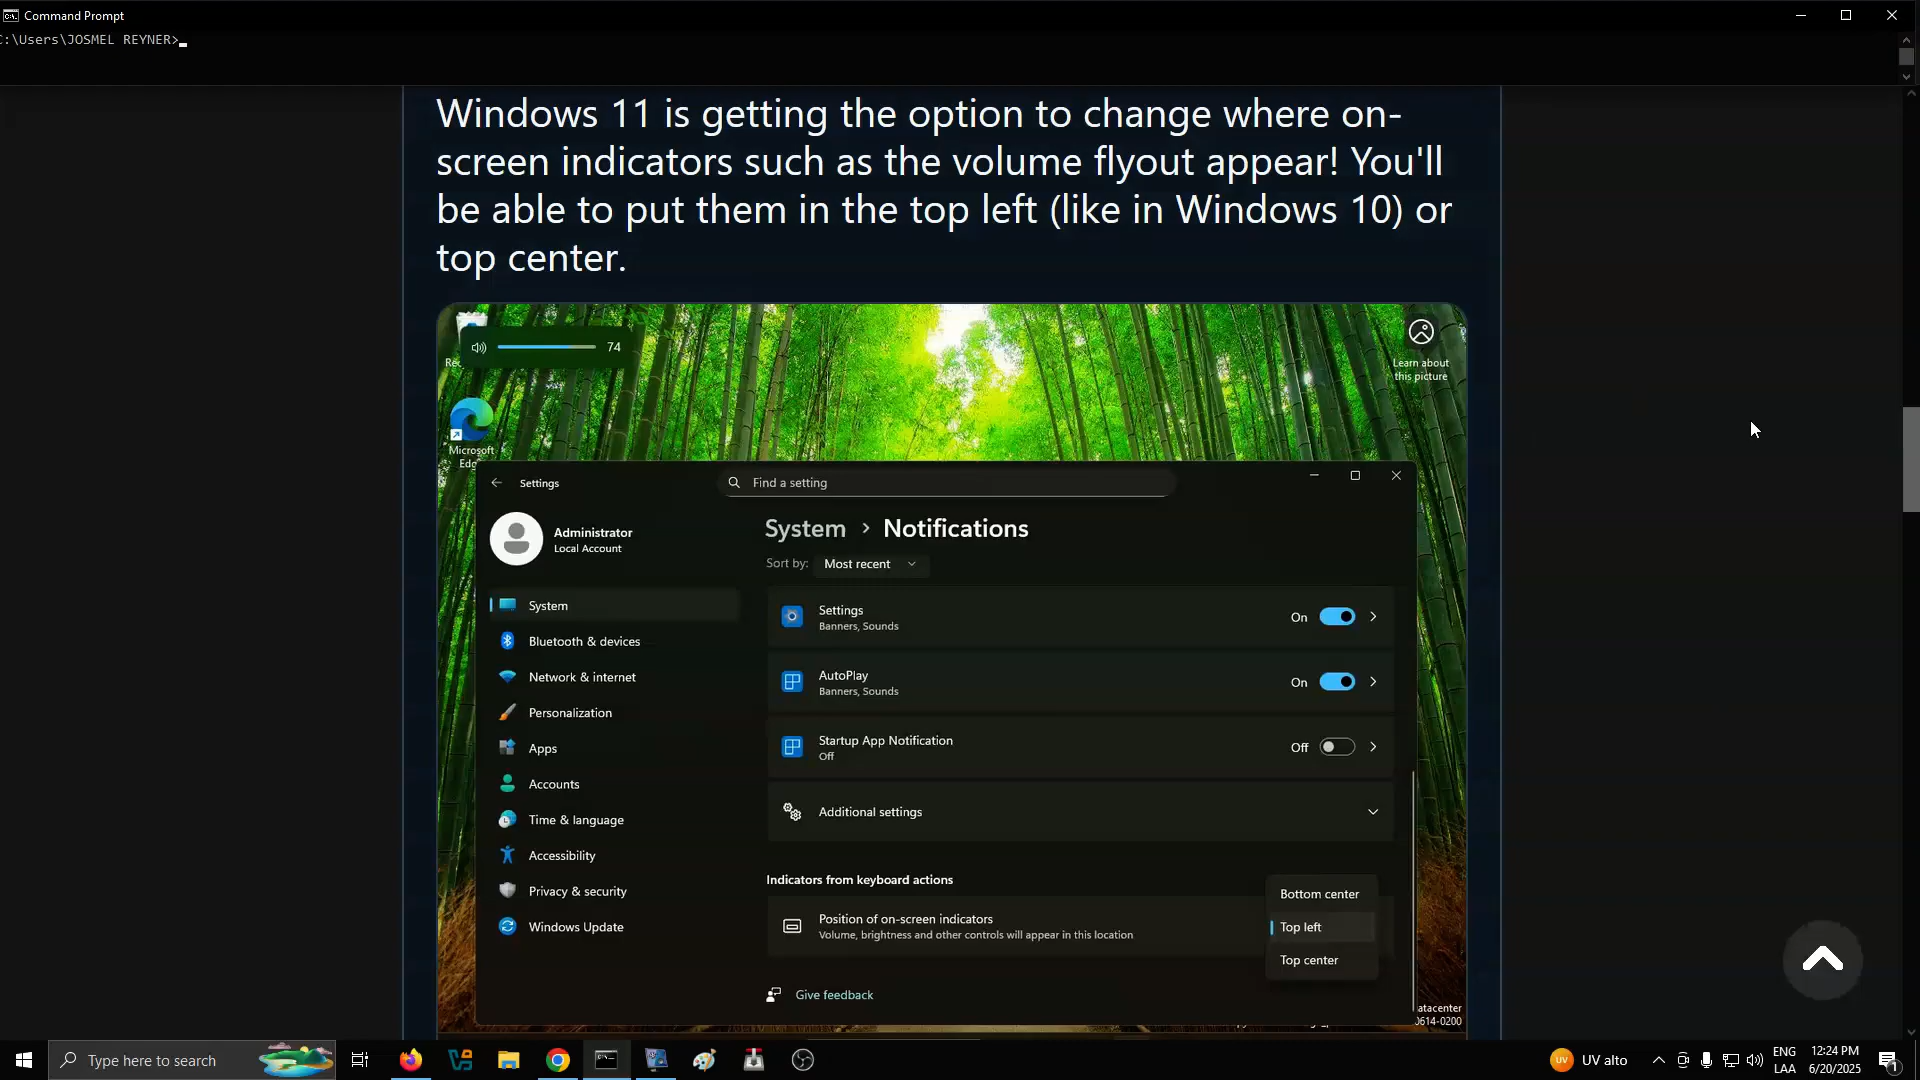 Command Prompt
C:\Users\JOSMEL REYNER>
Windows 11 is getting the option to change where on-
screen indicators such as the volume flyout appear! You'll
be able to put them in the top left (like in Windows 10) or
top center.
74
Learn about
this picture
Microsoft
Settings
Find a setting
Administrator
Local Account
System > Notifications
Sort by: Most recent
System
Bluetooth & devices
Network & internet
Personalization
Apps
Accounts
Time & language
Accessibility
Privacy & security
Windows Update
Settings
Banners, Sounds
On
AutoPlay
Banners, Sounds
On
Startup App Notification
Off
Off
Additional settings
Indicators from keyboard actions
Position of on-screen indicators
Volume, brightness and other controls will appear in this location
Bottom center
Top left
Top center
Give feedback
atacenter
0614-0200
Type here to search
UV
UV alto
ENG
LAA
12:24 PM
6/20/2025
1